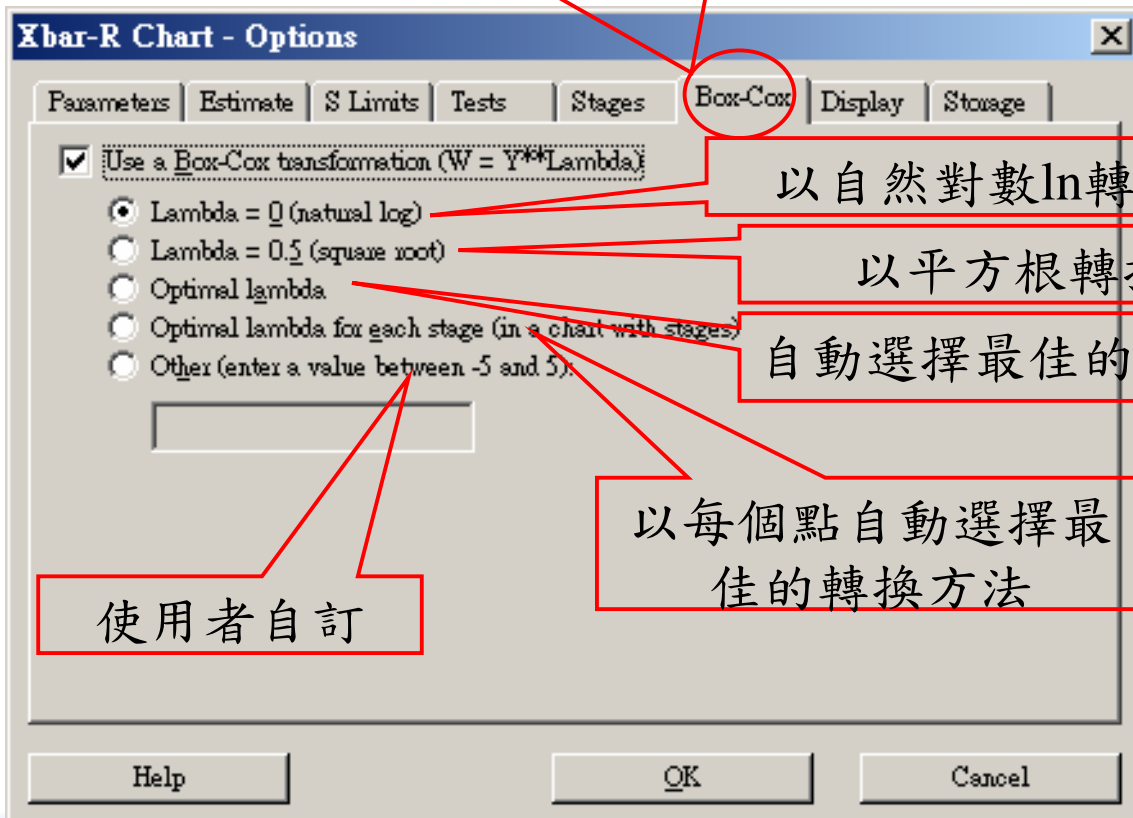 Xbar-R Chart - Options
Parameters Estimate S Limits Tests Stages Box-Cox Display Storage
Use a Box-Cox transformation (W = Y**Lambda)
以自然對數ln轉
Lambda = 0 (natural log)
Lambda = 0.5 (square root)
以平方根轉
Optimal lambda
Optimal lambda for each stage (in a chart with stages)
自動選擇最佳的
Other (enter a value between -5 and 5):
以每個點自動選擇最
佳的轉換方法
使用者自訂
Help OK Cancel